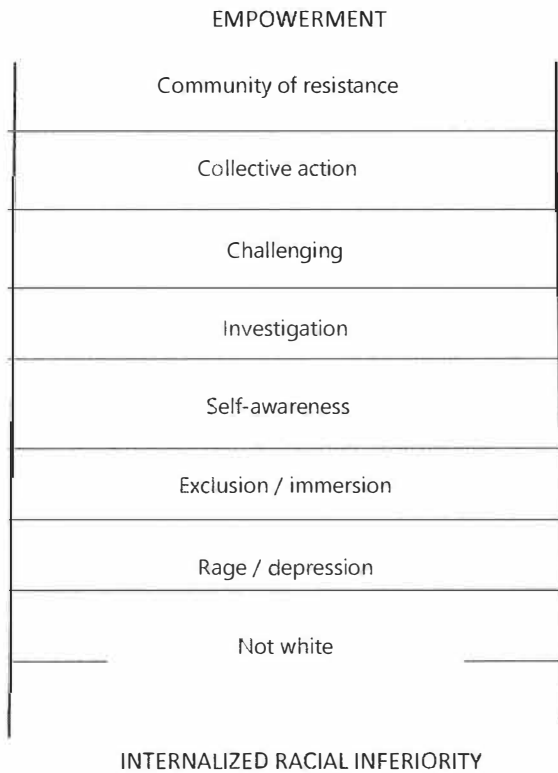 EMPOWERMENT
Community of resistance
Collective action
Challenging
Investigation
Self-awareness
Exclusion / immersion
Rage / depression
Not white
INTERNALIZED RACIAL INFERIORITY